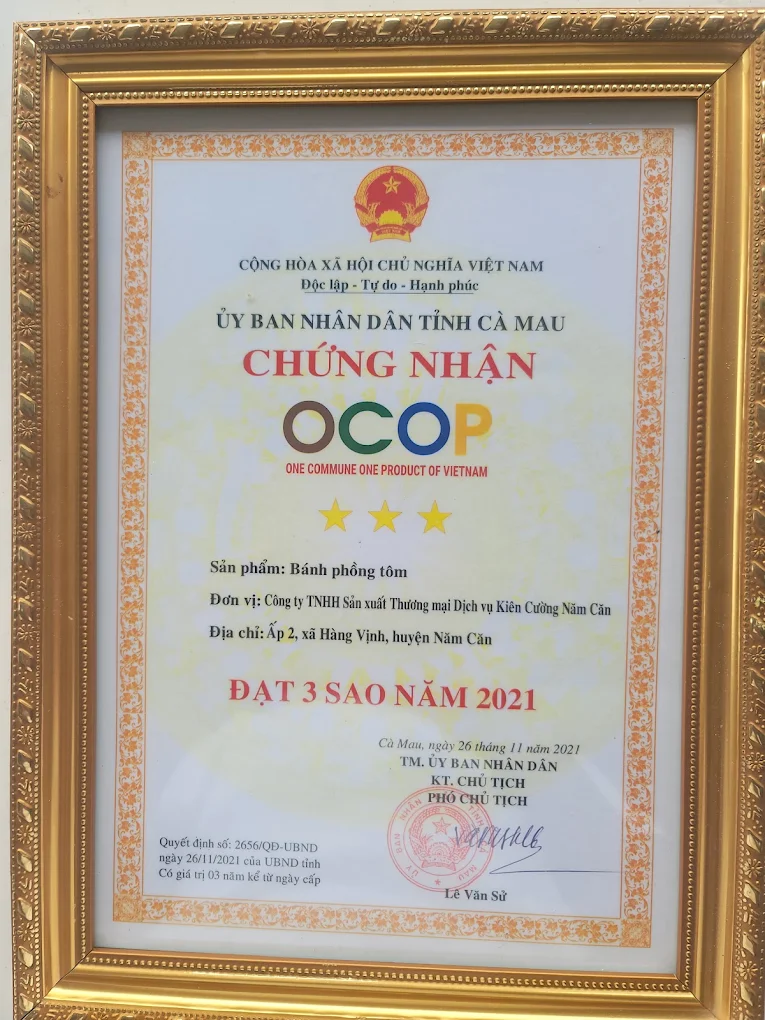 CỘNG HÒA XÃ HỘI CHỦ NGHĨA VIỆT NAM
Độc lập - Tự do - Hạnh phúc
ỦY BAN NHÂN DÂN TỈNH CÀ MAU
CHỨNG NHẬN
OCOP
ONE COMMUNE ONE PRODUCT OF VIETNAM
Sản phẩm: Bánh phồng tôm
Đơn vị: Công ty TNHH Sản xuất Thương mại Dịch vụ Kiên Cường Năm Căn
Địa chỉ: Ấp 2, xã Hàng Vịnh, huyện Năm Căn
ĐẠT 3 SAO NĂM 2021
Cà Mau, ngày 26 tháng 11 năm 2021
TM. ỦY BAN NHÂN DÂN
KT. CHỦ TỊCH
PHÓ CHỦ TỊCH
Quyết định số: 2656/QĐ-UBND
ngày 26/11/2021 của UBND tỉnh
Có giá trị 03 năm kể từ ngày cấp
Lê Văn Sử